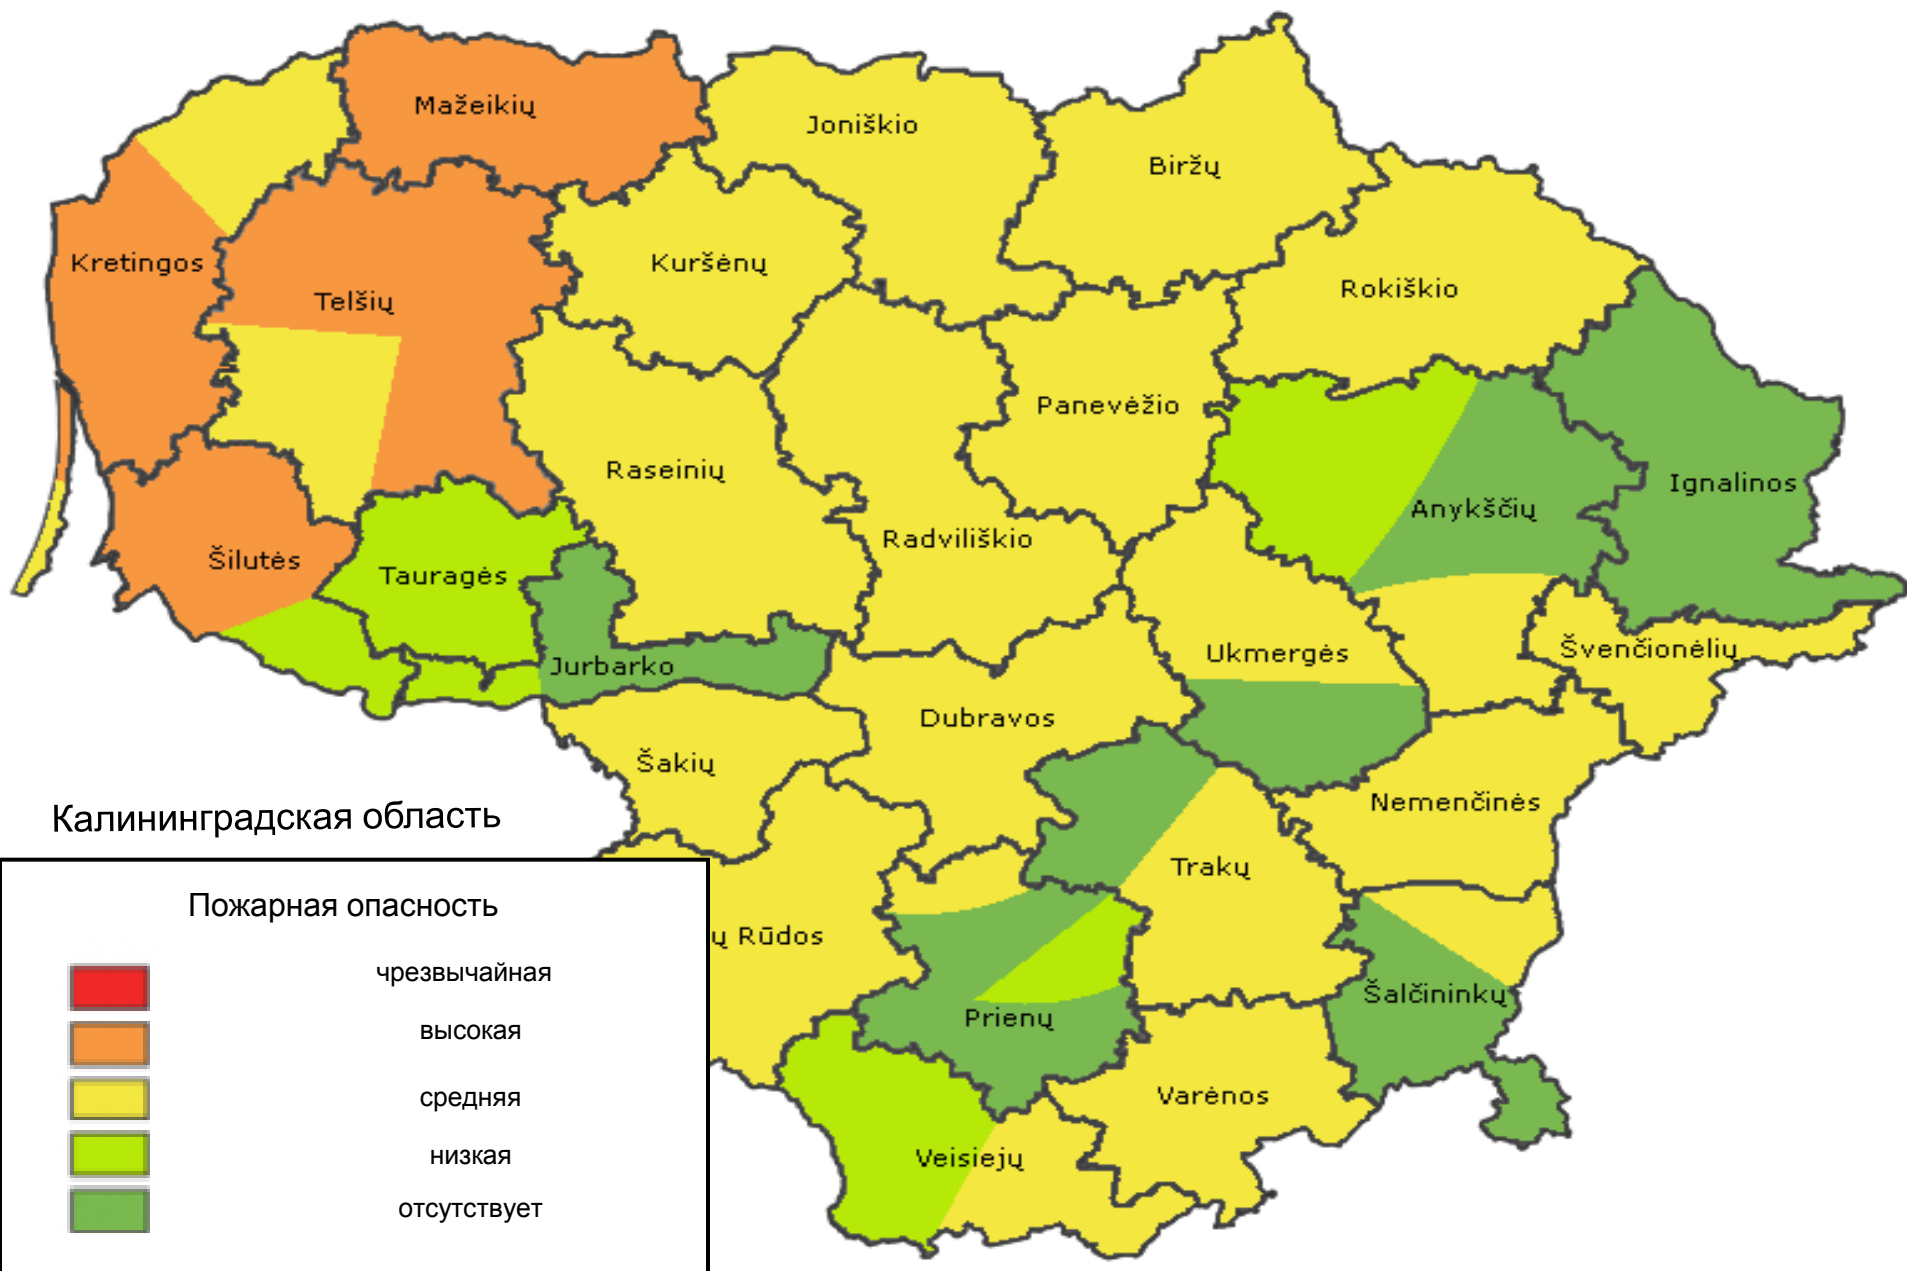 Mažeikių
Joniškio
Biržų
Kretingos
Telšių
Kuršėnų
Rokiškio
Panevėžio
Raseinių
Ignalinos
Anykščių
Radviliškio
Šilutės
Tauragės
Jurbarko
Ukmergės
Švenčionėlių
Dubravos
Šakių
Nemenčinės
Trakų
ų Rūdos
Prienų
Šalčininkų
Varėnos
Veisiejų
Калининградская область
Пожарная опасность
чрезвычайная
высокая
средняя
низкая
отсутствует